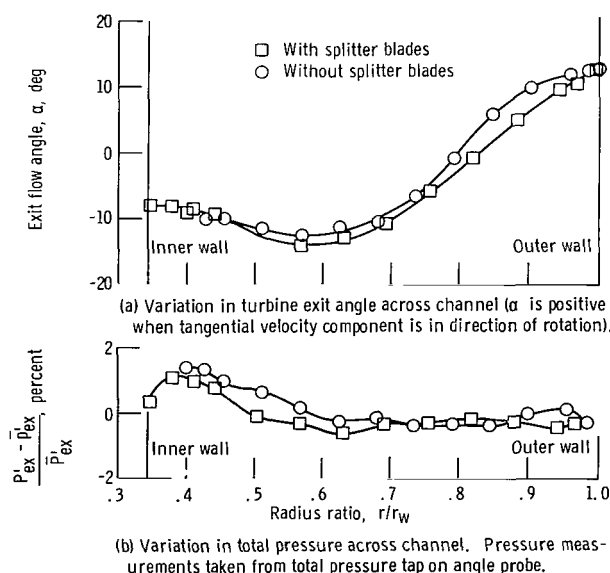 20
10
0
-10
-20
Exit flow angle, α, deg
With splitter blades
Without splitter blades
Inner wall
Outer wall
(a) Variation in turbine exit angle across channel (α is positive
when tangential velocity component is in direction of rotation).
2
0
-2
P'ex - p̄'ex, percent
P̄'ex
Inner wall
Outer wall
.3 .4 .5 .6 .7 .8 .9 1.0
Radius ratio, r/rw
(b) Variation in total pressure across channel. Pressure meas-
urements taken from total pressure tap on angle probe.